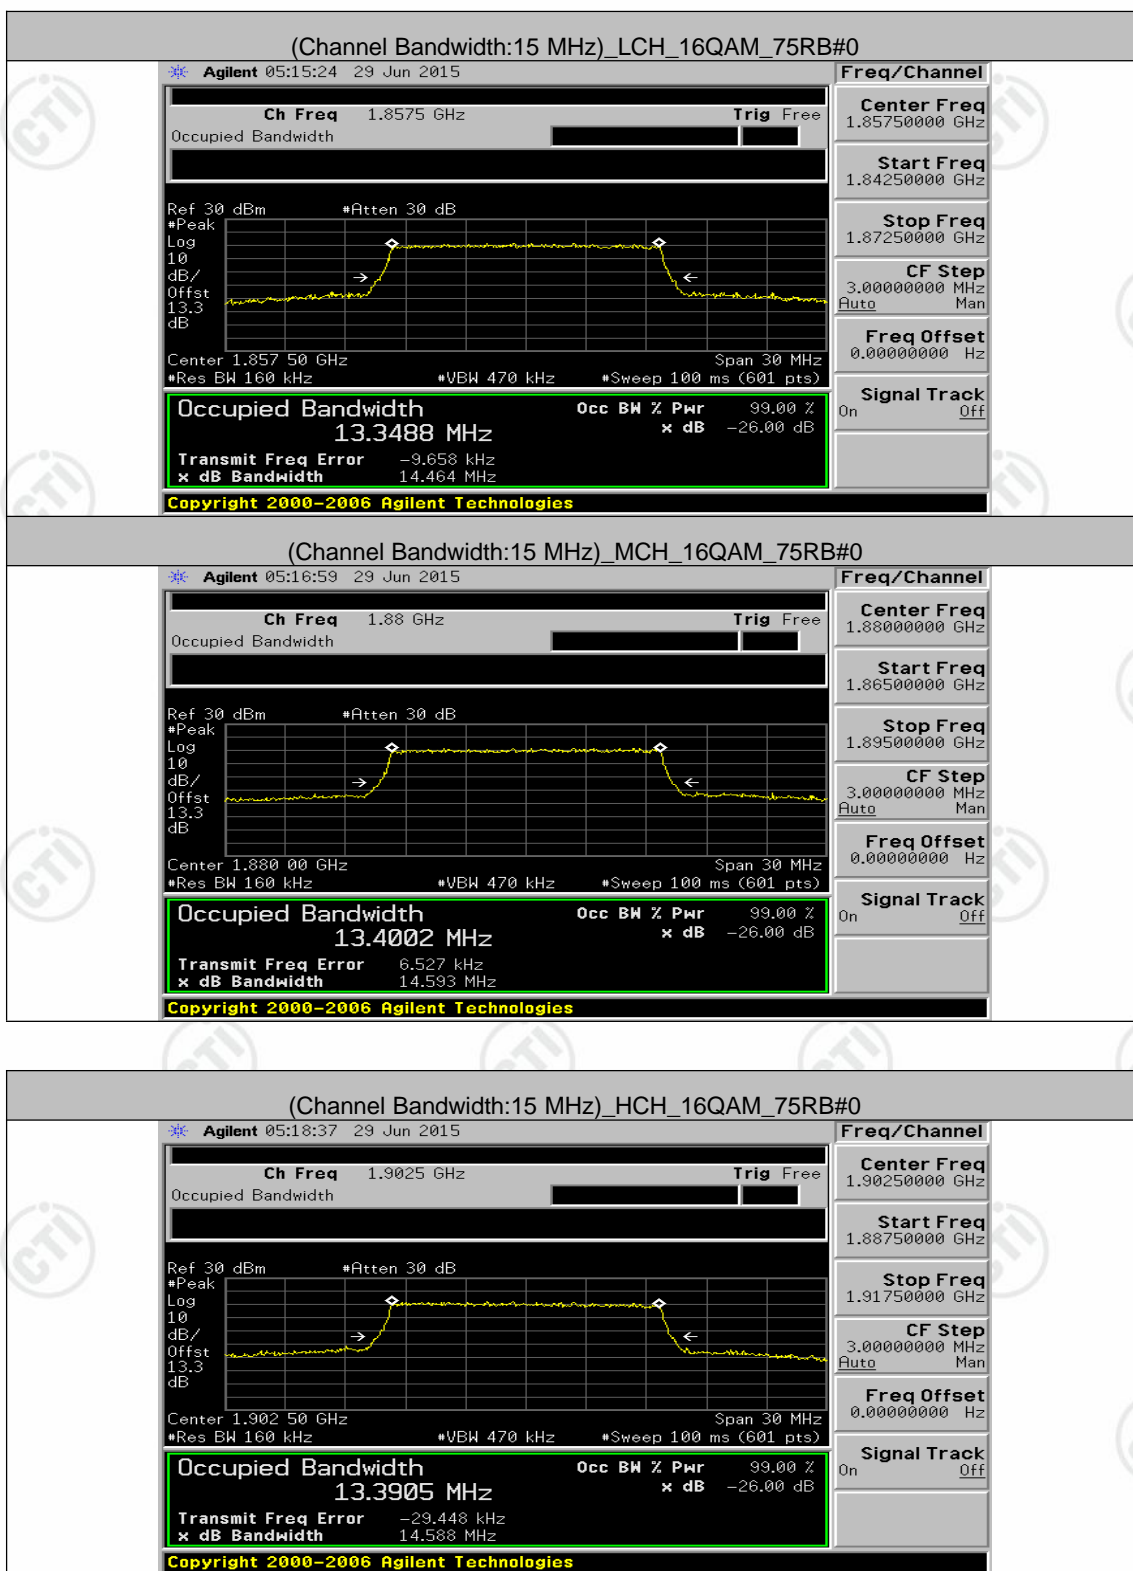 (Channel Bandwidth:15 MHz)_LCH_16QAM_75RB#0
Agilent 05:15:24 29 Jun 2015
Freq/Channel
Ch Freq 1.8575 GHz Trig Free
Occupied Bandwidth
Center Freq
1.85750000 GHz
Start Freq
1.84250000 GHz
Stop Freq
1.87250000 GHz
CF Step
3.00000000 MHz
Auto Man
Freq Offset
0.00000000 Hz
Signal Track
On Off
Ref 30 dBm #Atten 30 dB
#Peak
Log
10
dB/
Offst
13.3
dB
Center 1.857 50 GHz Span 30 MHz
#Res BW 160 kHz #VBW 470 kHz #Sweep 100 ms (601 pts)
Occupied Bandwidth Occ BW % Pwr 99.00 %
13.3488 MHz x dB -26.00 dB
Transmit Freq Error -9.658 kHz
x dB Bandwidth 14.464 MHz
Copyright 2000-2006 Agilent Technologies
(Channel Bandwidth:15 MHz)_MCH_16QAM_75RB#0
Agilent 05:16:59 29 Jun 2015
Freq/Channel
Ch Freq 1.88 GHz Trig Free
Occupied Bandwidth
Center Freq
1.88000000 GHz
Start Freq
1.86500000 GHz
Stop Freq
1.89500000 GHz
CF Step
3.00000000 MHz
Auto Man
Freq Offset
0.00000000 Hz
Signal Track
On Off
Ref 30 dBm #Atten 30 dB
#Peak
Log
10
dB/
Offst
13.3
dB
Center 1.880 00 GHz Span 30 MHz
#Res BW 160 kHz #VBW 470 kHz #Sweep 100 ms (601 pts)
Occupied Bandwidth Occ BW % Pwr 99.00 %
13.4002 MHz x dB -26.00 dB
Transmit Freq Error 6.527 kHz
x dB Bandwidth 14.593 MHz
Copyright 2000-2006 Agilent Technologies
(Channel Bandwidth:15 MHz)_HCH_16QAM_75RB#0
Agilent 05:18:37 29 Jun 2015
Freq/Channel
Ch Freq 1.9025 GHz Trig Free
Occupied Bandwidth
Center Freq
1.90250000 GHz
Start Freq
1.88750000 GHz
Stop Freq
1.91750000 GHz
CF Step
3.00000000 MHz
Auto Man
Freq Offset
0.00000000 Hz
Signal Track
On Off
Ref 30 dBm #Atten 30 dB
#Peak
Log
10
dB/
Offst
13.3
dB
Center 1.902 50 GHz Span 30 MHz
#Res BW 160 kHz #VBW 470 kHz #Sweep 100 ms (601 pts)
Occupied Bandwidth Occ BW % Pwr 99.00 %
13.3905 MHz x dB -26.00 dB
Transmit Freq Error -29.448 kHz
x dB Bandwidth 14.588 MHz
Copyright 2000-2006 Agilent Technologies
CTI
CTI
CTI
CTI